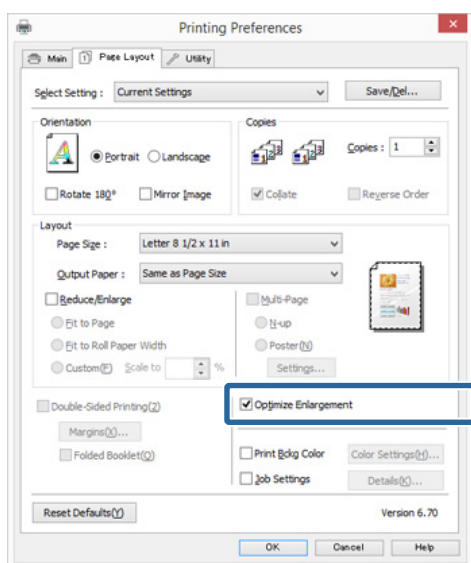 Printing Preferences
Main Page Layout Utility
Select Setting : Current Settings Save/Del...
Orientation
Portrait Landscape
Rotate 180° Mirror Image
Copies
Copies : 1
Collate Reverse Order
Layout
Page Size : Letter 8 1/2 x 11 in
Output Paper : Same as Page Size
Reduce/Enlarge
Fit to Page
Fit to Roll Paper Width
Custom(F) Scale to %
Multi-Page
N-up
Poster(N)
Settings...
Double-Sided Printing(2)
Margins(X)...
Folded Booklet(Q)
Optimize Enlargement
Print Bckg Color Color Settings(H)...
Job Settings Details(K)...
Reset Defaults(Y) Version 6.70
OK Cancel Help